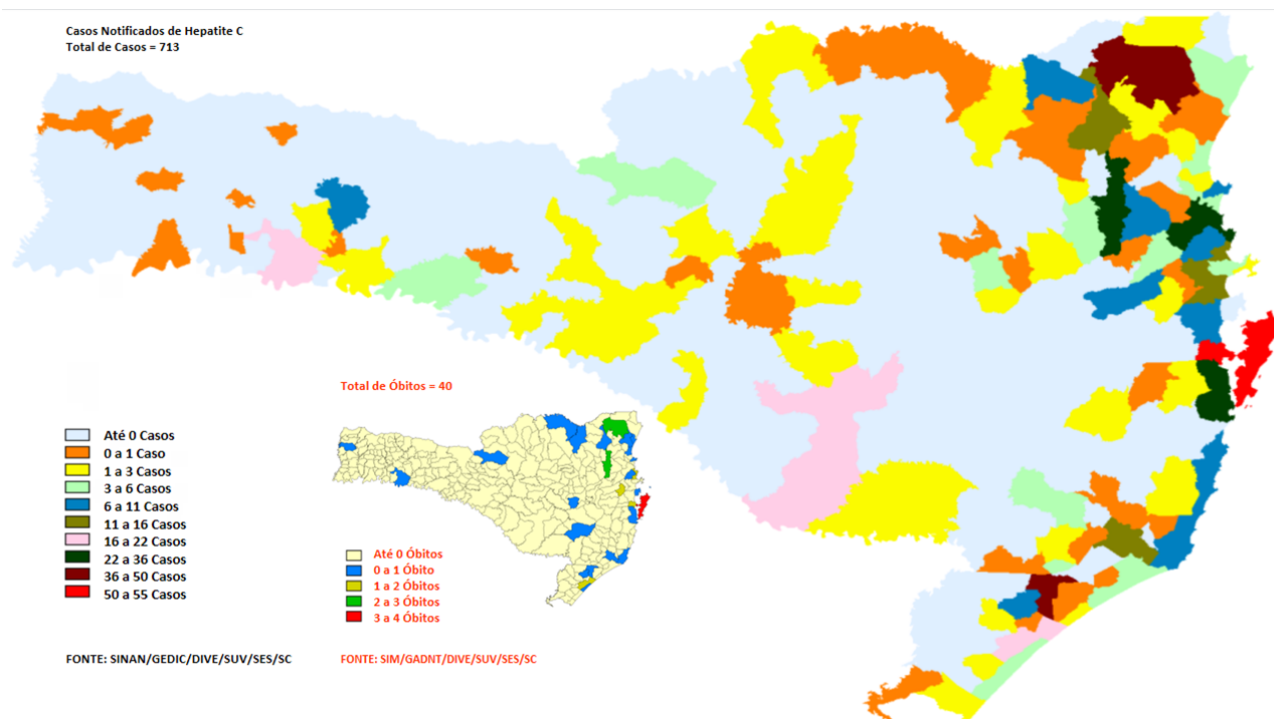 Casos Notificados de Hepatite C
Total de Casos = 713
Total de Óbitos = 40
Até 0 Casos
0 a 1 Caso
1 a 3 Casos
3 a 6 Casos
6 a 11 Casos
11 a 16 Casos
16 a 22 Casos
22 a 36 Casos
36 a 50 Casos
50 a 55 Casos
Até 0 Óbitos
0 a 1 Óbito
1 a 2 Óbitos
2 a 3 Óbitos
3 a 4 Óbitos
FONTE: SINAN/GEDIC/DIVE/SUV/SES/SC
FONTE: SIM/GADNT/DIVE/SUV/SES/SC